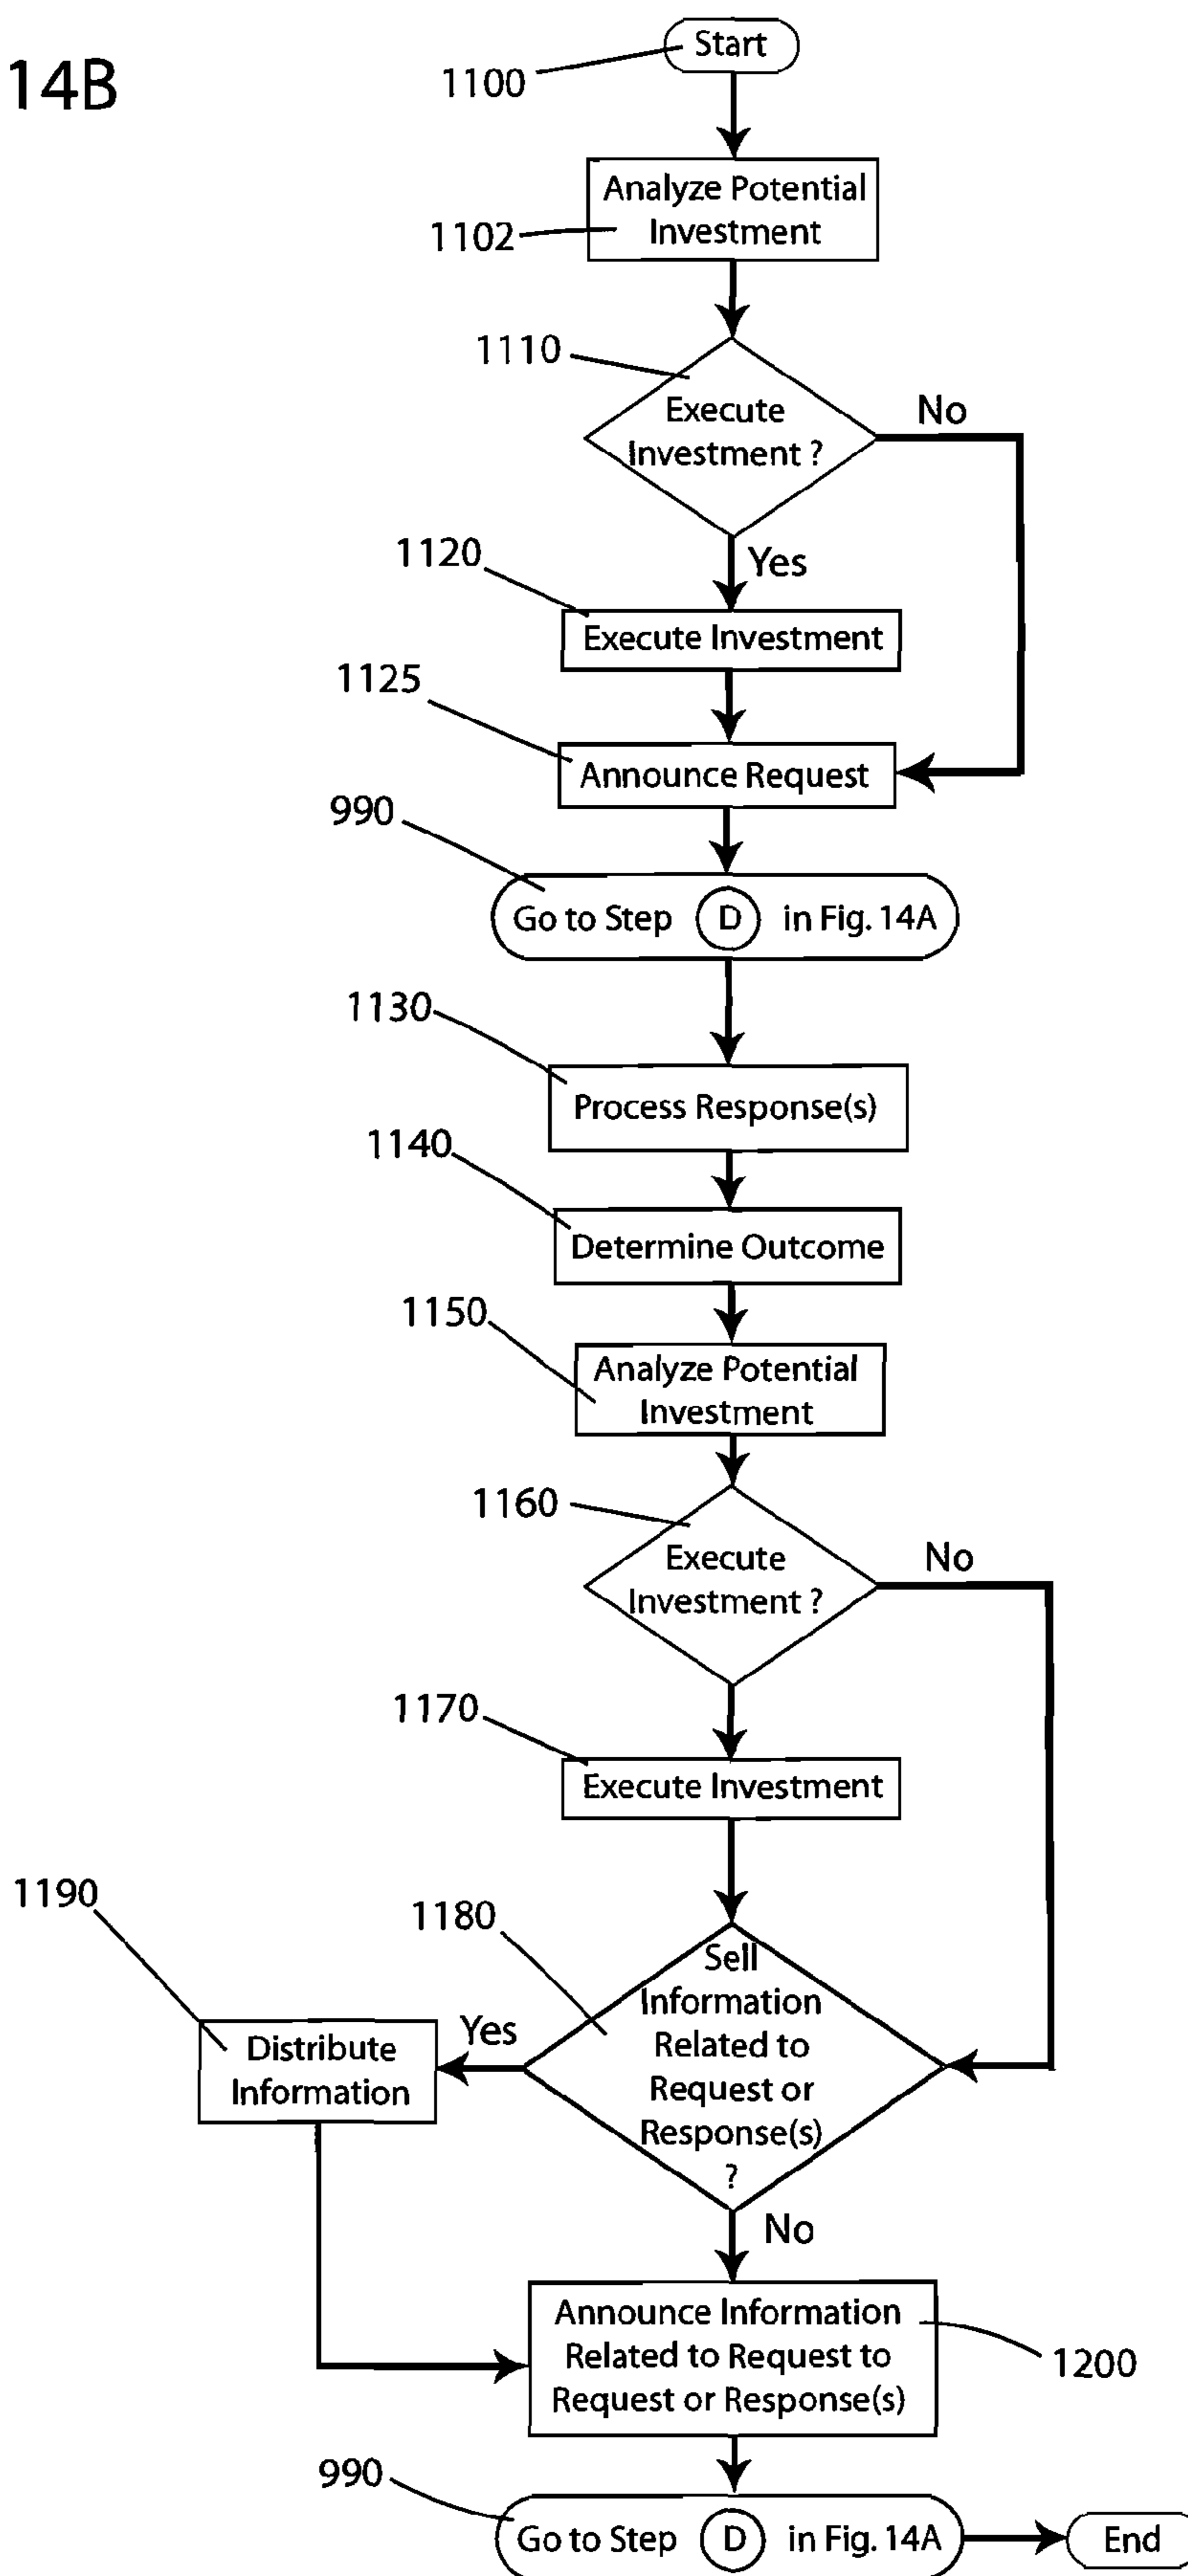 14B
Start
1100
Analyze Potential
Investment
1102
1110
Execute
Investment ?
No
Yes
1120
Execute Investment
1125
Announce Request
990
Go to Step D in Fig. 14A
1130
Process Response(s)
1140
Determine Outcome
1150
Analyze Potential
Investment
1160
Execute
Investment ?
No
1170
Execute Investment
1190
1180
Sell
Information
Related to
Request or
Response(s)
?
Yes
Distribute
Information
No
Announce Information
Related to Request to
Request or Response(s)
1200
990
Go to Step D in Fig. 14A
End